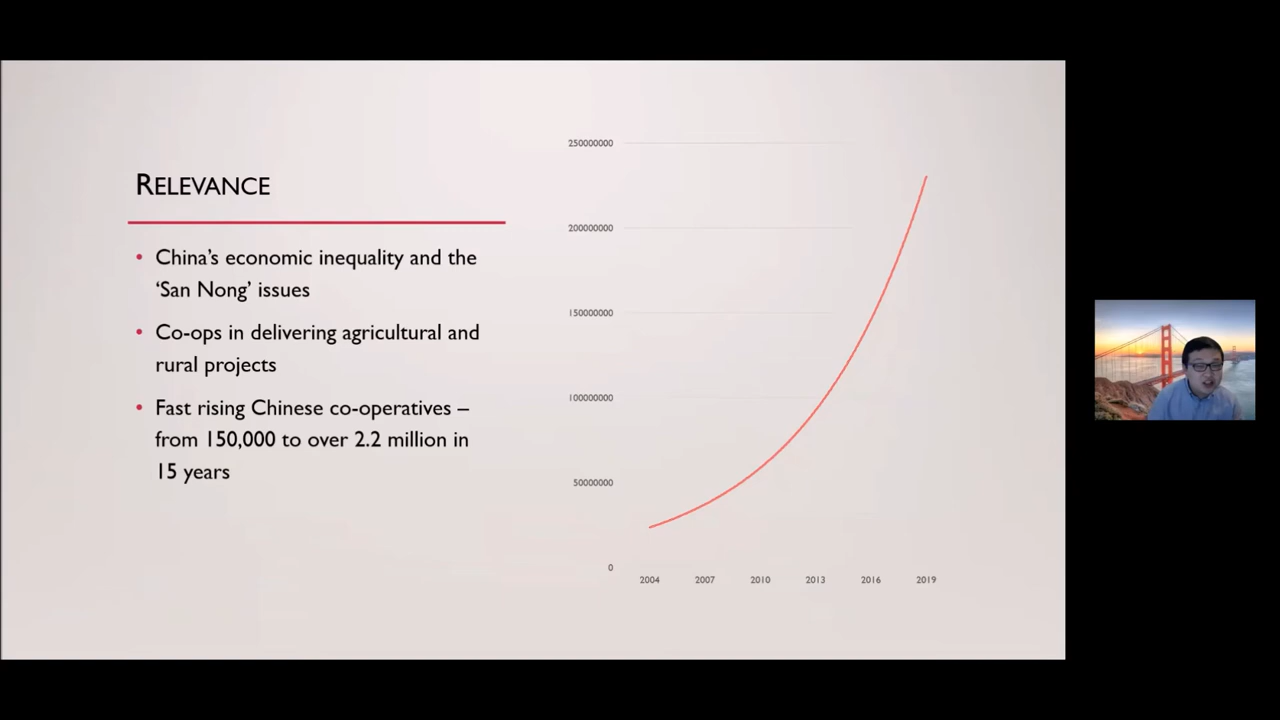 RELEVANCE
• China’s economic inequality and the
‘San Nong’ issues
• Co-ops in delivering agricultural and
rural projects
• Fast rising Chinese co-operatives –
from 150,000 to over 2.2 million in
15 years
250000000
200000000
150000000
100000000
50000000
0
2004 2007 2010 2013 2016 2019